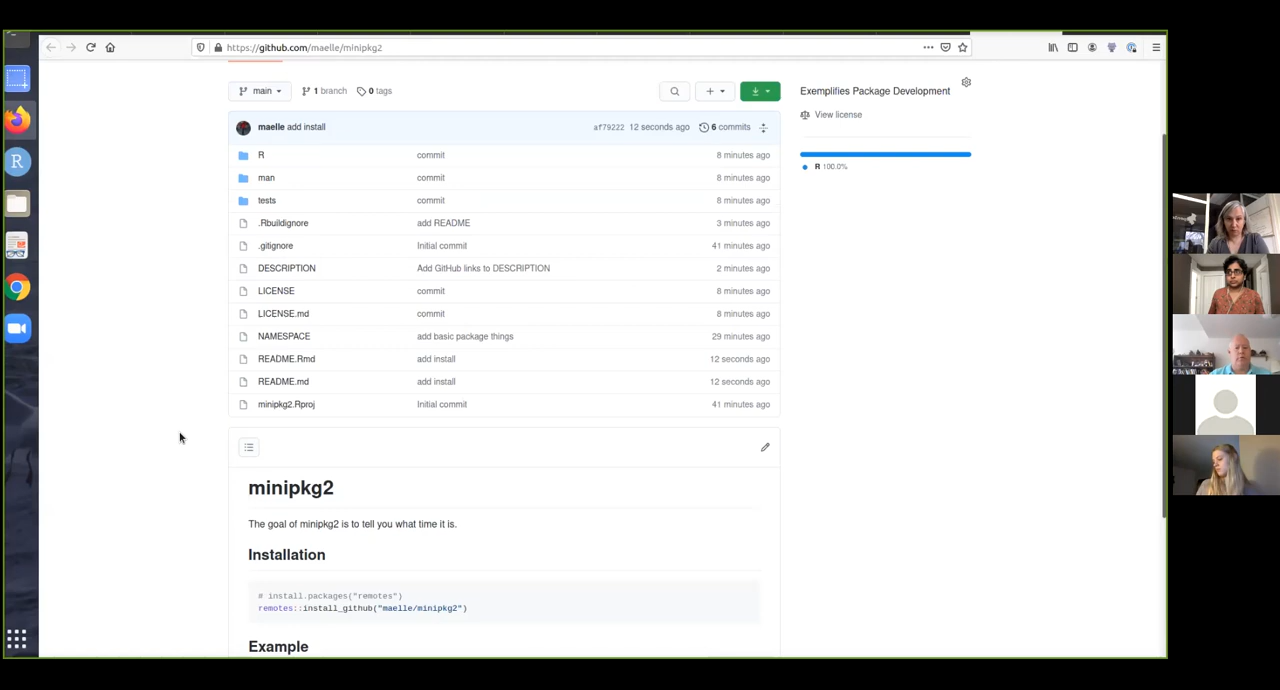 https://github.com/maelle/minipkg2
main
1 branch
0 tags
Exemplifies Package Development
View license
maelle add install
af79222 12 seconds ago
6 commits
R commit 8 minutes ago
man commit 8 minutes ago
tests commit 8 minutes ago
.Rbuildignore add README 3 minutes ago
.gitignore Initial commit 41 minutes ago
DESCRIPTION Add GitHub links to DESCRIPTION 2 minutes ago
LICENSE commit 8 minutes ago
LICENSE.md commit 8 minutes ago
NAMESPACE add basic package things 29 minutes ago
README.Rmd add install 12 seconds ago
README.md add install 12 seconds ago
minipkg2.Rproj Initial commit 41 minutes ago
R 100.0%
minipkg2
The goal of minipkg2 is to tell you what time it is.
Installation
# install.packages("remotes")
remotes::install_github("maelle/minipkg2")
Example